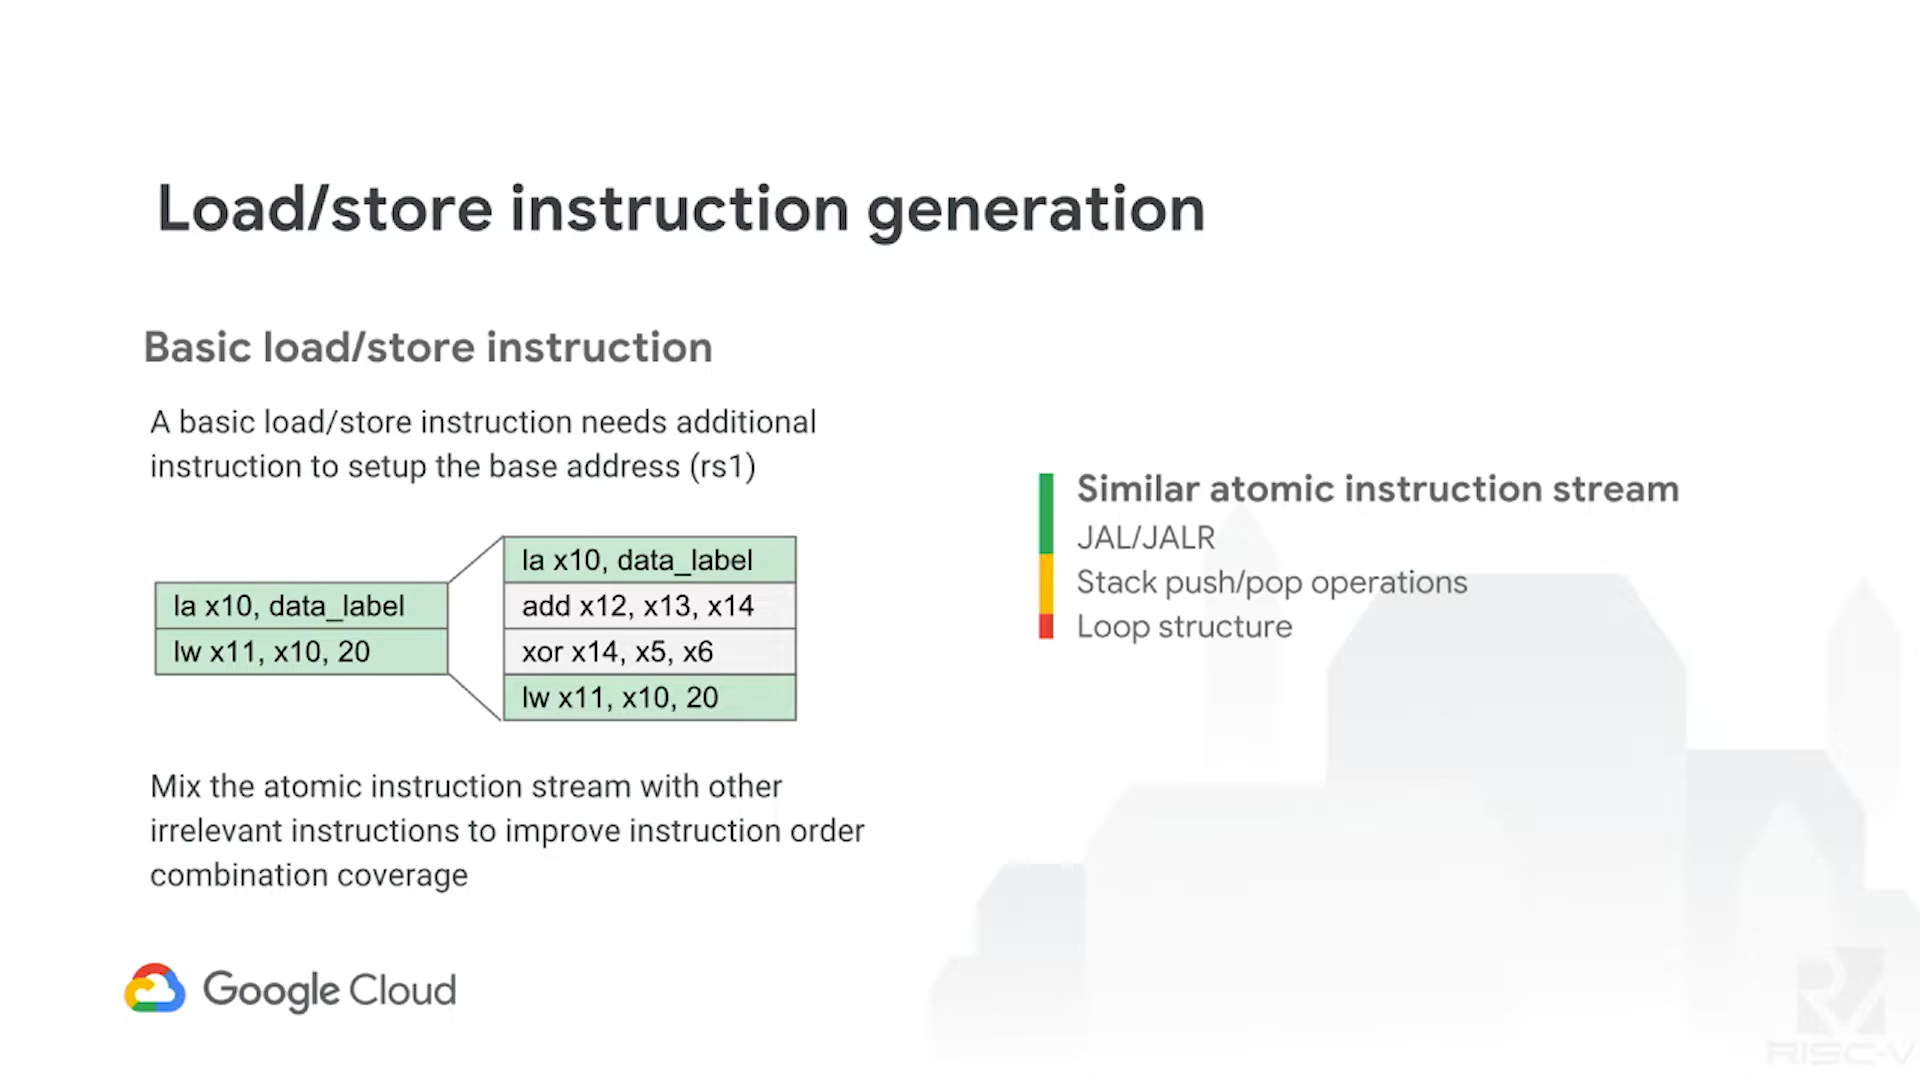 Load/store instruction generation
Basic load/store instruction
A basic load/store instruction needs additional
instruction to setup the base address (rs1)
la x10, data_label
lw x11, x10, 20
la x10, data_label
add x12, x13, x14
xor x14, x5, x6
lw x11, x10, 20
Mix the atomic instruction stream with other
irrelevant instructions to improve instruction order
combination coverage
Similar atomic instruction stream
JAL/JALR
Stack push/pop operations
Loop structure
Google Cloud
RISC-V